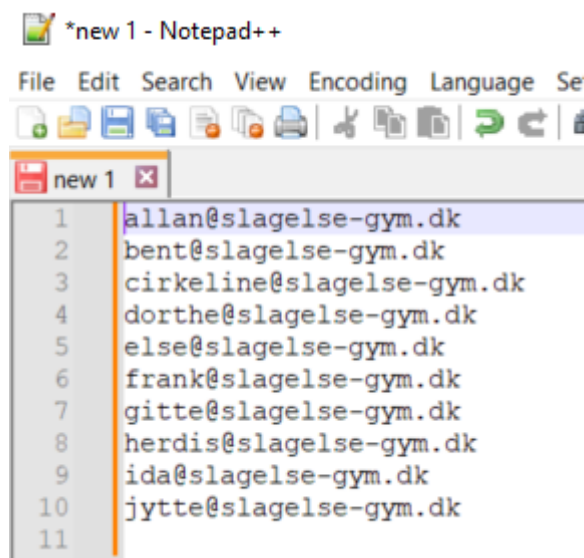 *new 1 - Notepad++
File Edit Search View Encoding Language
new 1
1 allan@slagelse-gym.dk
2 bent@slagelse-gym.dk
3 cirkeline@slagelse-gym.dk
4 dorthe@slagelse-gym.dk
5 else@slagelse-gym.dk
6 frank@slagelse-gym.dk
7 gitte@slagelse-gym.dk
8 herdis@slagelse-gym.dk
9 ida@slagelse-gym.dk
10 jytte@slagelse-gym.dk
11